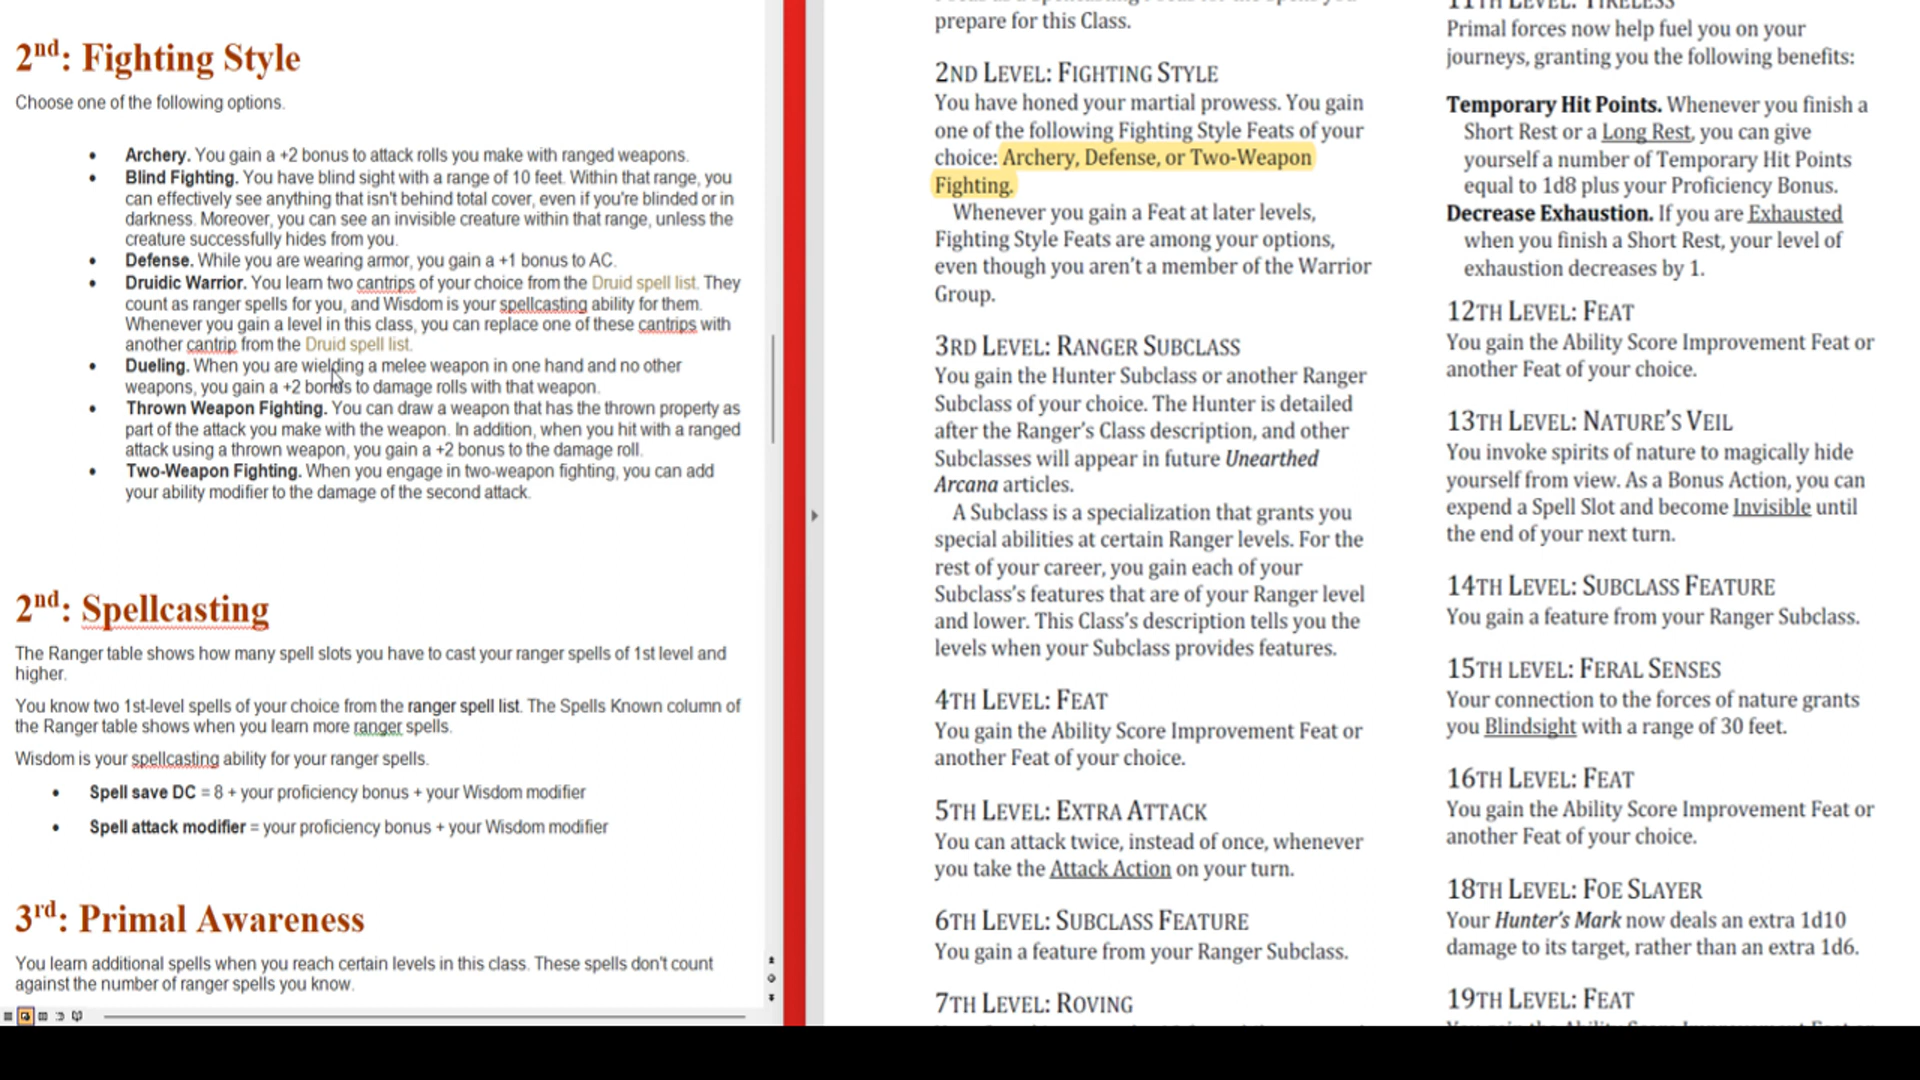 2nd: Fighting Style
Choose one of the following options.
• Archery. You gain a +2 bonus to attack rolls you make with ranged weapons.
• Blind Fighting. You have blind sight with a range of 10 feet. Within that range, you
can effectively see anything that isn't behind total cover, even if you're blinded or in
darkness. Moreover, you can see an invisible creature within that range, unless the
creature successfully hides from you.
• Defense. While you are wearing armor, you gain a +1 bonus to AC.
• Druidic Warrior. You learn two cantrips of your choice from the Druid spell list. They
count as ranger spells for you, and Wisdom is your spellcasting ability for them.
Whenever you gain a level in this class, you can replace one of these cantrips with
another cantrip from the Druid spell list.
• Dueling. When you are wielding a melee weapon in one hand and no other
weapons, you gain a +2 bonus to damage rolls with that weapon.
• Thrown Weapon Fighting. You can draw a weapon that has the thrown property as
part of the attack you make with the weapon. In addition, when you hit with a ranged
attack using a thrown weapon, you gain a +2 bonus to the damage roll.
• Two-Weapon Fighting. When you engage in two-weapon fighting, you can add
your ability modifier to the damage of the second attack.
2nd: Spellcasting
The Ranger table shows how many spell slots you have to cast your ranger spells of 1st level and
higher.
You know two 1st-level spells of your choice from the ranger spell list. The Spells Known column of
the Ranger table shows when you learn more ranger spells.
Wisdom is your spellcasting ability for your ranger spells.
• Spell save DC = 8 + your proficiency bonus + your Wisdom modifier
• Spell attack modifier = your proficiency bonus + your Wisdom modifier
3rd: Primal Awareness
You learn additional spells when you reach certain levels in this class. These spells don't count
against the number of ranger spells you know.
prepare for this Class.
2ND LEVEL: FIGHTING STYLE
You have honed your martial prowess. You gain
one of the following Fighting Style Feats of your
choice: Archery, Defense, or Two-Weapon
Fighting.
Whenever you gain a Feat at later levels,
Fighting Style Feats are among your options,
even though you aren't a member of the Warrior
Group.
3RD LEVEL: RANGER SUBCLASS
You gain the Hunter Subclass or another Ranger
Subclass of your choice. The Hunter is detailed
after the Ranger's Class description, and other
Subclasses will appear in future Unearthed
Arcana articles.
A Subclass is a specialization that grants you
special abilities at certain Ranger levels. For the
rest of your career, you gain each of your
Subclass's features that are of your Ranger level
and lower. This Class's description tells you the
levels when your Subclass provides features.
4TH LEVEL: FEAT
You gain the Ability Score Improvement Feat or
another Feat of your choice.
5TH LEVEL: EXTRA ATTACK
You can attack twice, instead of once, whenever
you take the Attack Action on your turn.
6TH LEVEL: SUBCLASS FEATURE
You gain a feature from your Ranger Subclass.
7TH LEVEL: ROVING
11TH LEVEL: TIRELESS
Primal forces now help fuel you on your
journeys, granting you the following benefits:
Temporary Hit Points. Whenever you finish a
Short Rest or a Long Rest, you can give
yourself a number of Temporary Hit Points
equal to 1d8 plus your Proficiency Bonus.
Decrease Exhaustion. If you are Exhausted
when you finish a Short Rest, your level of
exhaustion decreases by 1.
12TH LEVEL: FEAT
You gain the Ability Score Improvement Feat or
another Feat of your choice.
13TH LEVEL: NATURE'S VEIL
You invoke spirits of nature to magically hide
yourself from view. As a Bonus Action, you can
expend a Spell Slot and become Invisible until
the end of your next turn.
14TH LEVEL: SUBCLASS FEATURE
You gain a feature from your Ranger Subclass.
15TH LEVEL: FERAL SENSES
Your connection to the forces of nature grants
you Blindsight with a range of 30 feet.
16TH LEVEL: FEAT
You gain the Ability Score Improvement Feat or
another Feat of your choice.
18TH LEVEL: FOE SLAYER
Your Hunter's Mark now deals an extra 1d10
damage to its target, rather than an extra 1d6.
19TH LEVEL: FEAT